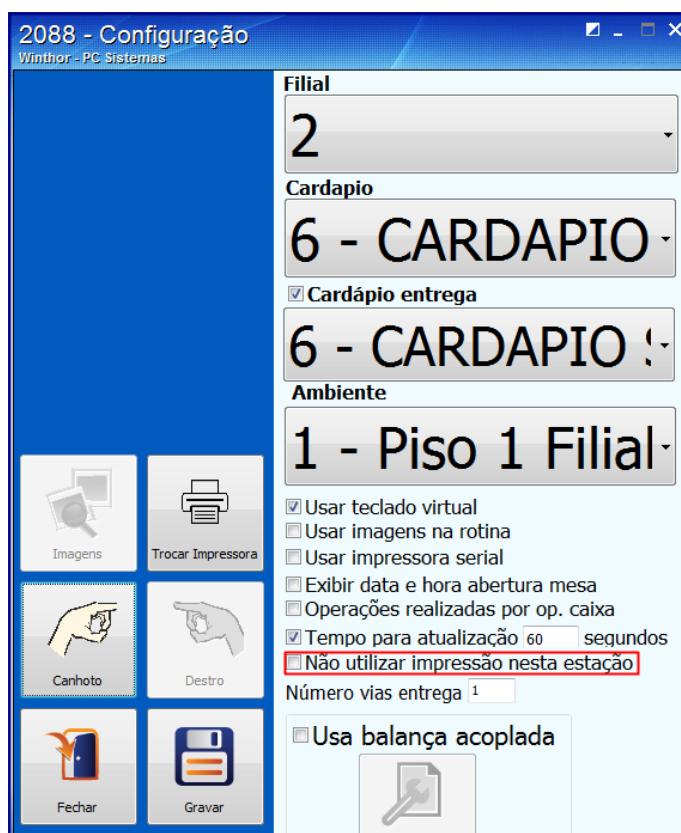 2088 - Configuração
Winthor - PC Sistemas
Filial
2
Cardapio
6 - CARDAPIO
Cardápio entrega
6 - CARDAPIO
Ambiente
1 - Piso 1 Filial
Usar teclado virtual
Usar imagens na rotina
Usar impressora serial
Exibir data e hora abertura mesa
Operações realizadas por op. caixa
Tempo para atualização 60 segundos
Não utilizar impressão nesta estação
Número vias entrega 1
Usa balança acoplada
Imagens
Trocar Impressora
Canhoto
Destro
Fechar
Gravar